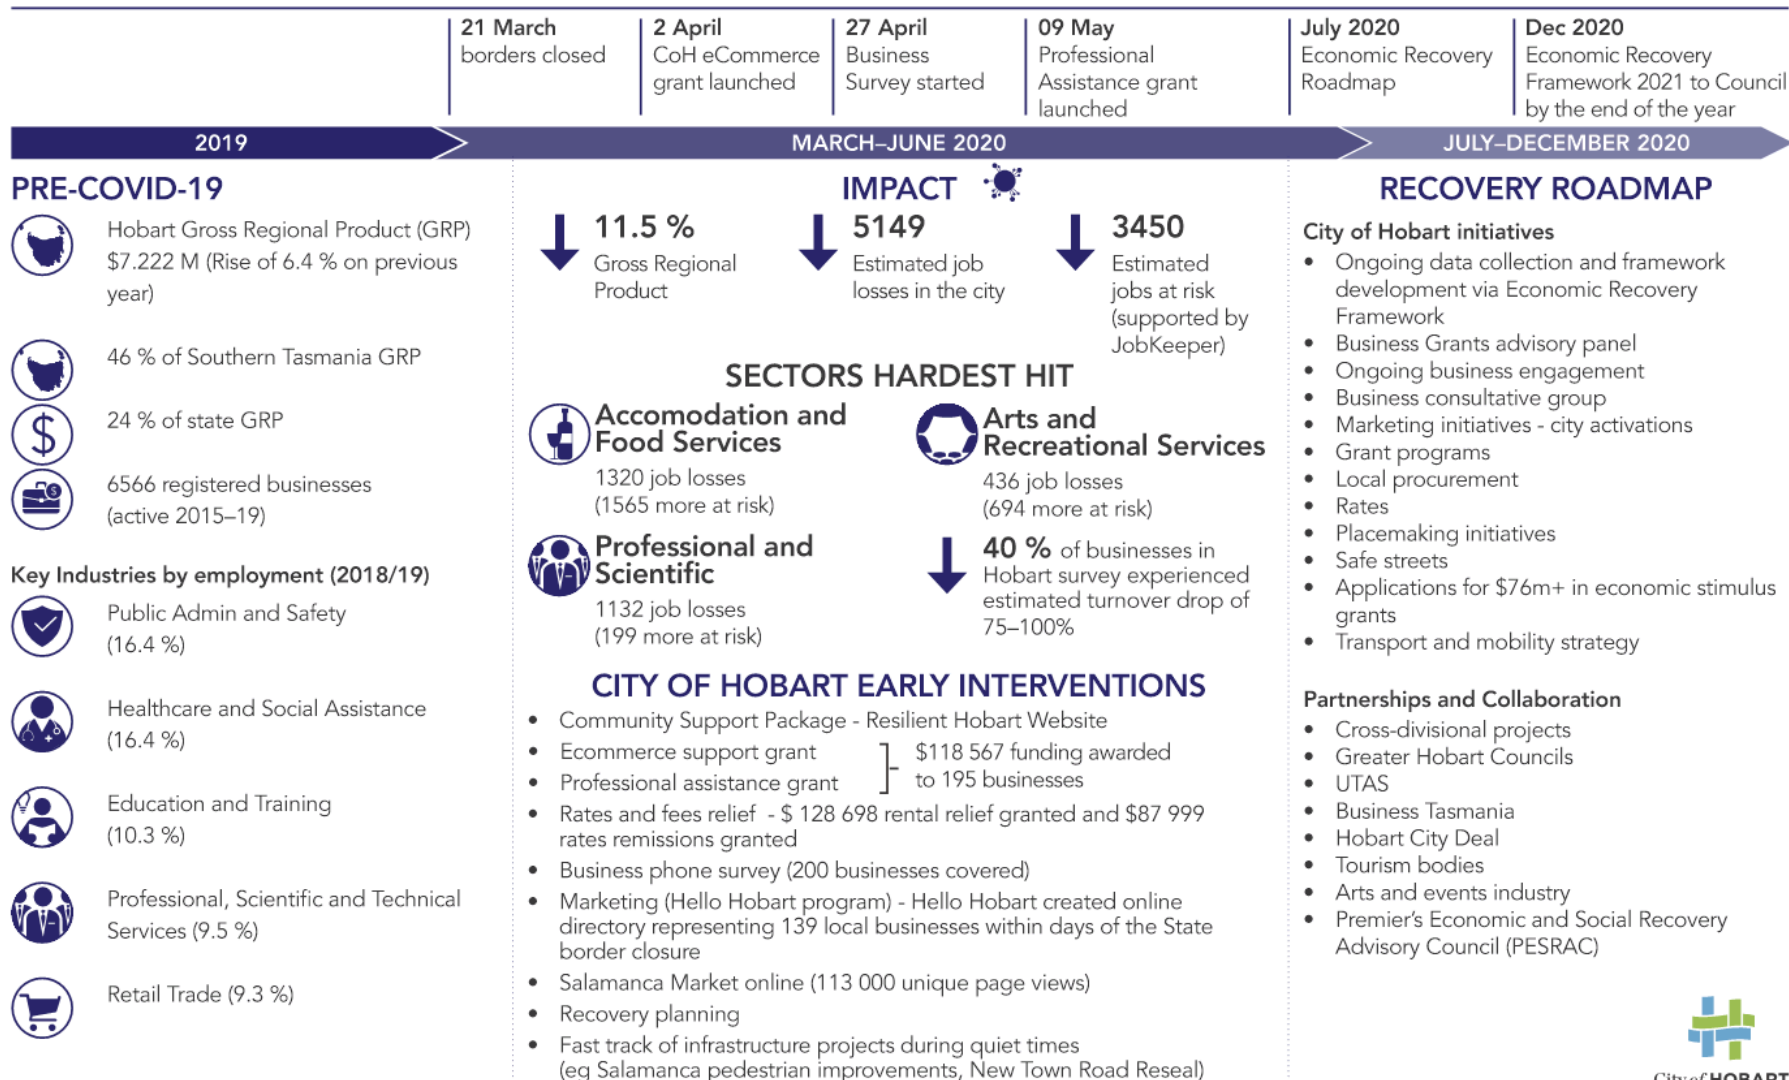 21 March
borders closed
2 April
CoH eCommerce
grant launched
27 April
Business
Survey started
09 May
Professional
Assistance grant
launched
July 2020
Economic Recovery
Roadmap
Dec 2020
Economic Recovery
Framework 2021 to Council
by the end of the year
2019
MARCH–JUNE 2020
JULY–DECEMBER 2020
PRE-COVID-19
Hobart Gross Regional Product (GRP)
$7.222 M (Rise of 6.4 % on previous
year)
46 % of Southern Tasmania GRP
$
24 % of state GRP
6566 registered businesses
(active 2015–19)
Key Industries by employment (2018/19)
Public Admin and Safety
(16.4 %)
Healthcare and Social Assistance
(16.4 %)
Education and Training
(10.3 %)
Professional, Scientific and Technical
Services (9.5 %)
Retail Trade (9.3 %)
IMPACT
11.5 %
Gross Regional
Product
5149
Estimated job
losses in the city
3450
Estimated
jobs at risk
(supported by
JobKeeper)
SECTORS HARDEST HIT
Accomodation and
Food Services
1320 job losses
(1565 more at risk)
Arts and
Recreational Services
436 job losses
(694 more at risk)
Professional and
Scientific
1132 job losses
(199 more at risk)
40 % of businesses in
Hobart survey experienced
estimated turnover drop of
75–100%
CITY OF HOBART EARLY INTERVENTIONS
• Community Support Package - Resilient Hobart Website
• Ecommerce support grant
• Professional assistance grant
$118 567 funding awarded
to 195 businesses
• Rates and fees relief - $ 128 698 rental relief granted and $87 999
rates remissions granted
• Business phone survey (200 businesses covered)
• Marketing (Hello Hobart program) - Hello Hobart created online
directory representing 139 local businesses within days of the State
border closure
• Salamanca Market online (113 000 unique page views)
• Recovery planning
• Fast track of infrastructure projects during quiet times
(eg Salamanca pedestrian improvements, New Town Road Reseal)
RECOVERY ROADMAP
City of Hobart initiatives
• Ongoing data collection and framework
development via Economic Recovery
Framework
• Business Grants advisory panel
• Ongoing business engagement
• Business consultative group
• Marketing initiatives - city activations
• Grant programs
• Local procurement
• Rates
• Placemaking initiatives
• Safe streets
• Applications for $76m+ in economic stimulus
grants
• Transport and mobility strategy
Partnerships and Collaboration
• Cross-divisional projects
• Greater Hobart Councils
• UTAS
• Business Tasmania
• Hobart City Deal
• Tourism bodies
• Arts and events industry
• Premier's Economic and Social Recovery
Advisory Council (PESRAC)
City of HOBART